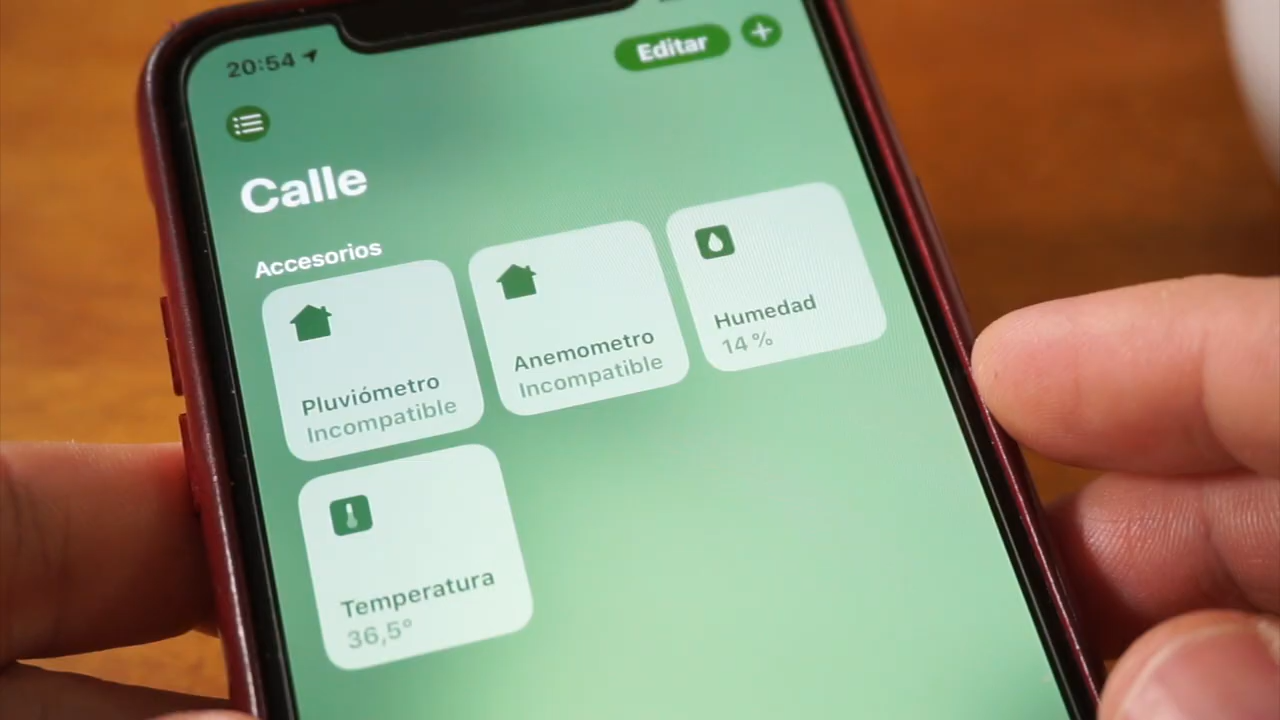 20:54
Editar
Calle
Accesorios
Pluviómetro
Incompatible
Anemometro
Incompatible
Humedad
14 %
Temperatura
36,5°